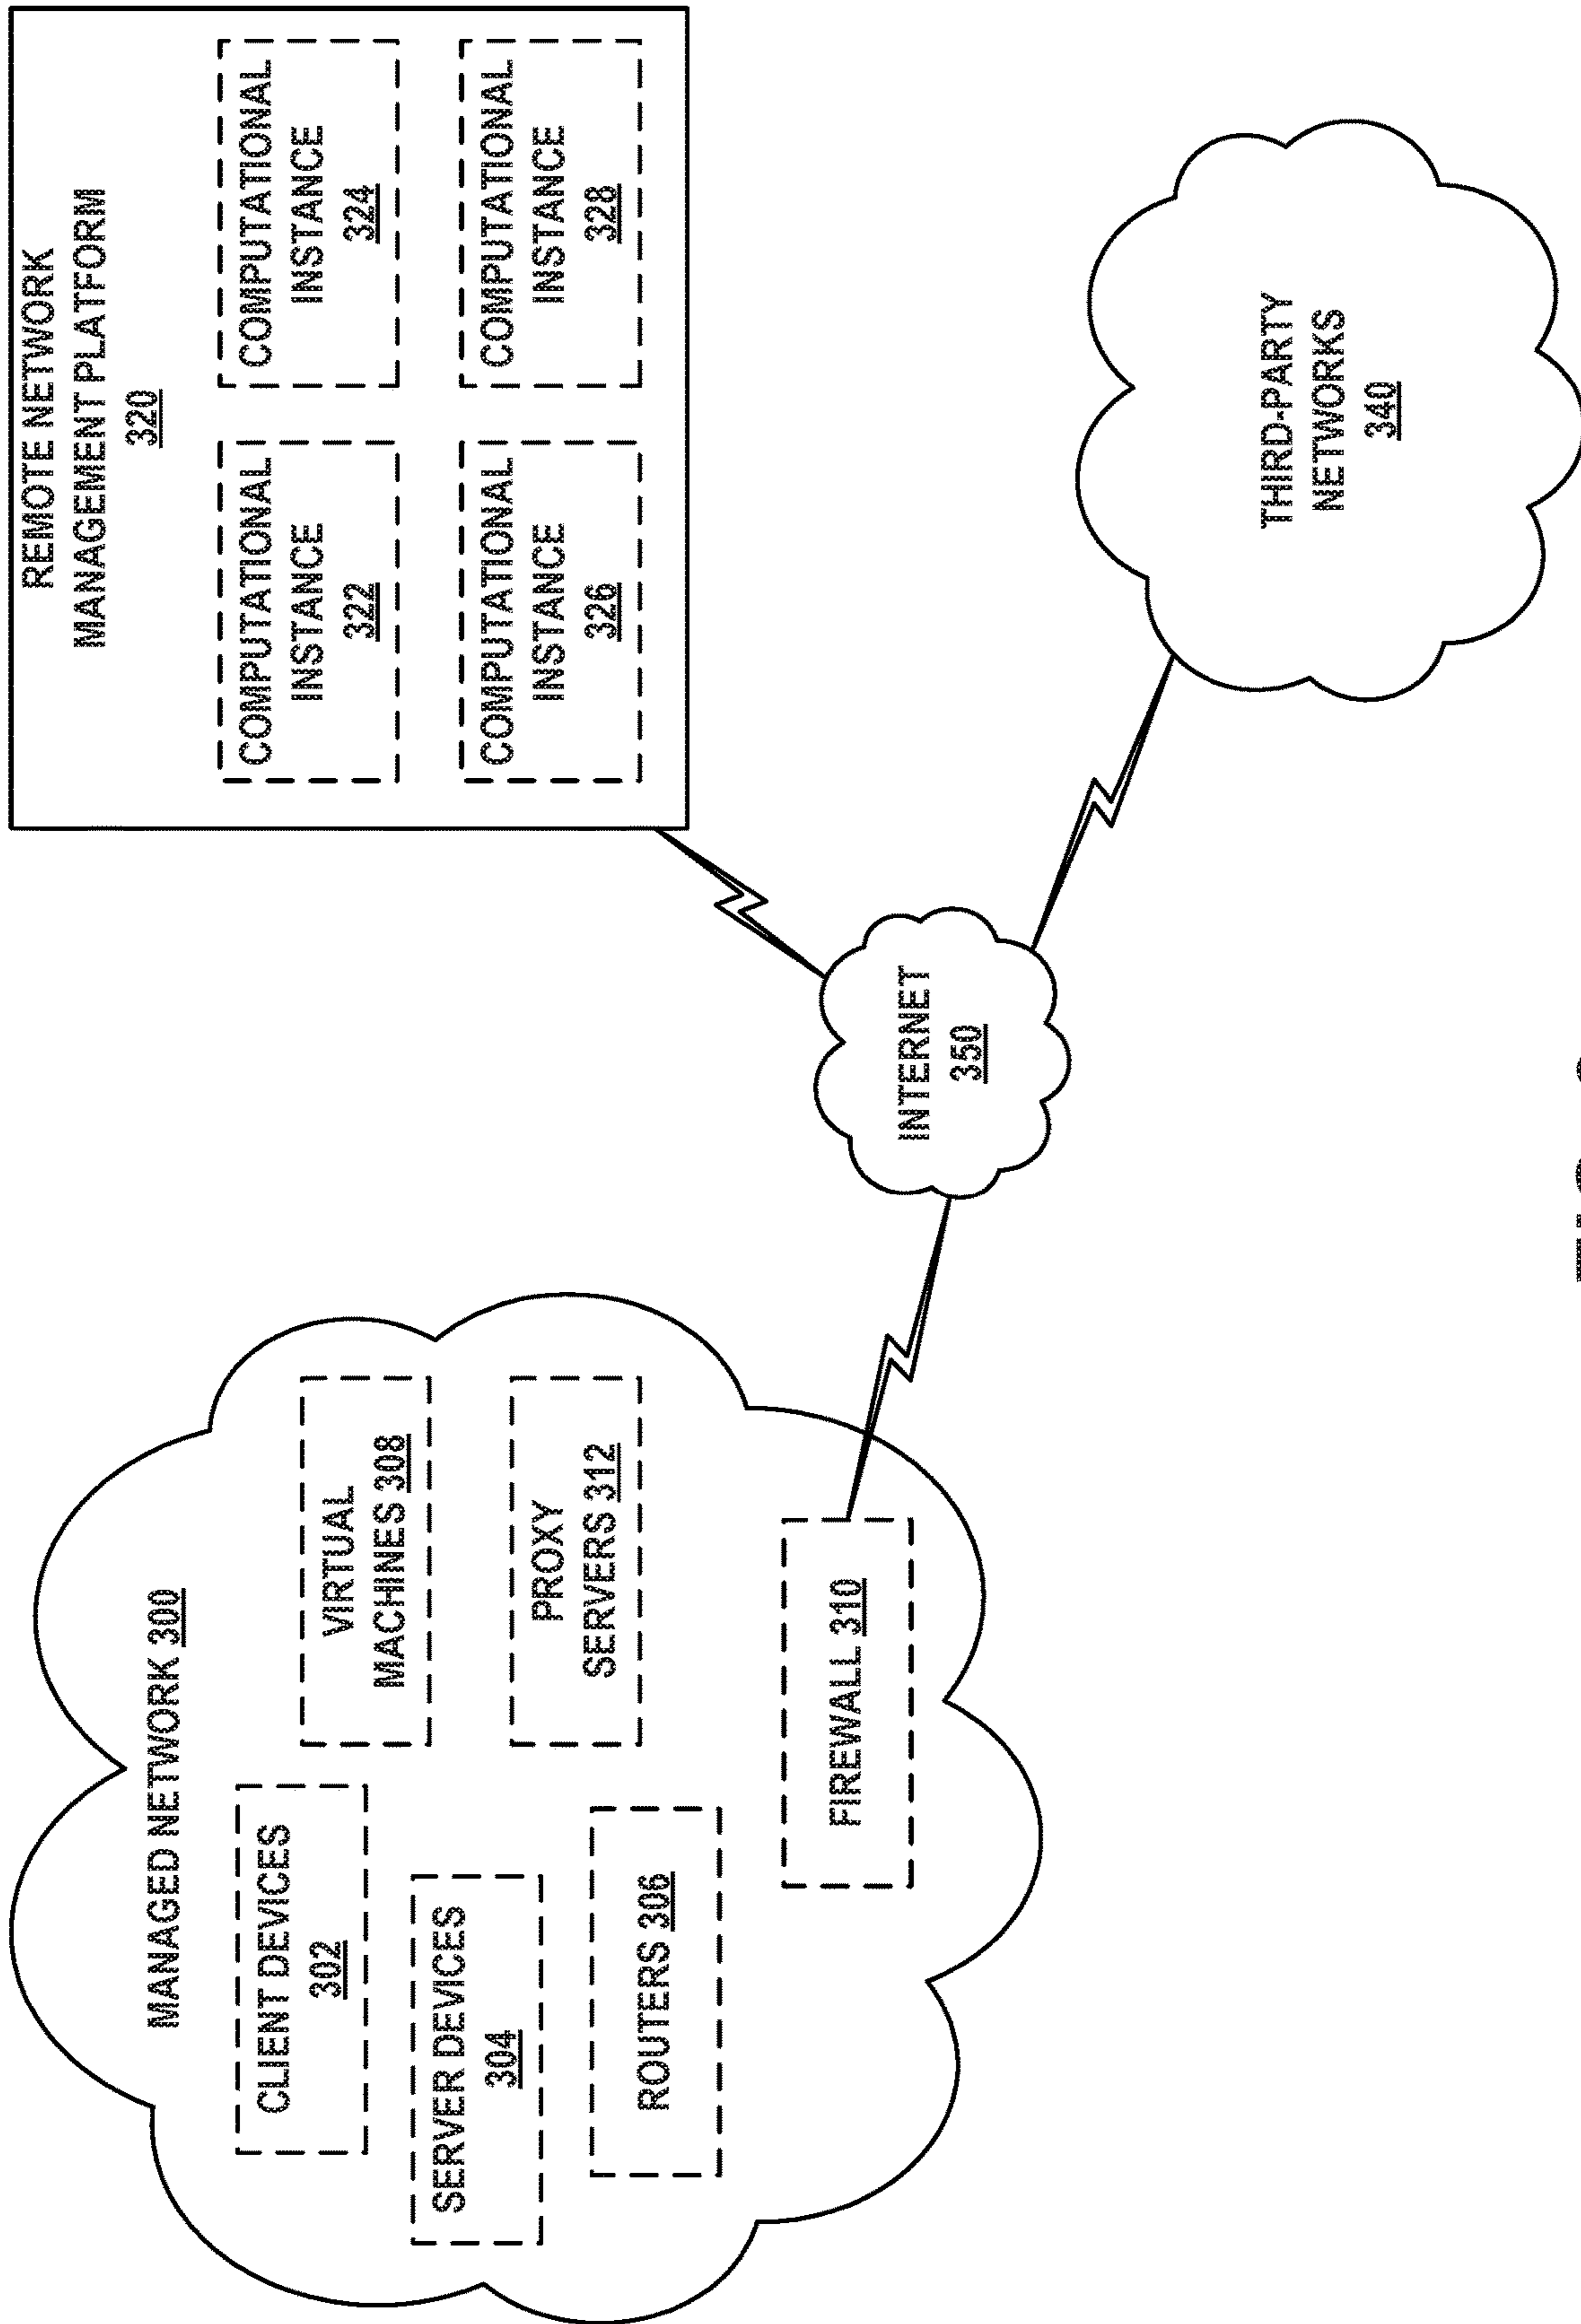 MANAGED NETWORK 300
CLIENT DEVICES
302
SERVER DEVICES
304
ROUTERS 306
VIRTUAL
MACHINES 308
PROXY
SERVERS 312
FIREWALL 310
INTERNET
350
REMOTE NETWORK
MANAGEMENT PLATFORM
320
COMPUTATIONAL
INSTANCE
322
COMPUTATIONAL
INSTANCE
324
COMPUTATIONAL
INSTANCE
326
COMPUTATIONAL
INSTANCE
328
THIRD-PARTY
NETWORKS
340